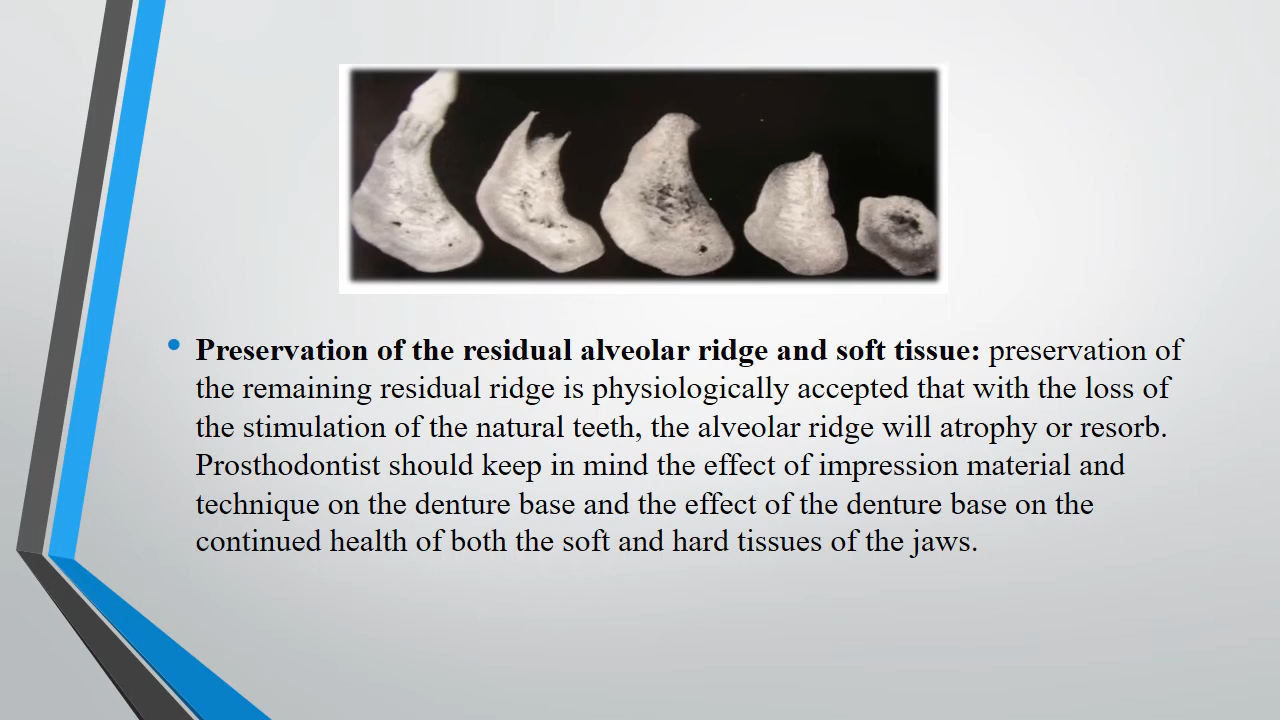 Preservation of the residual alveolar ridge and soft tissue: preservation of
the remaining residual ridge is physiologically accepted that with the loss of
the stimulation of the natural teeth, the alveolar ridge will atrophy or resorb.
Prosthodontist should keep in mind the effect of impression material and
technique on the denture base and the effect of the denture base on the
continued health of both the soft and hard tissues of the jaws.